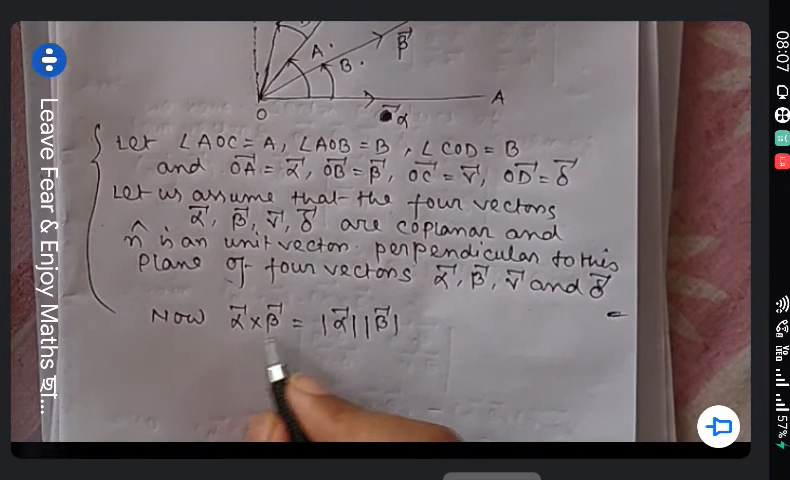 A.
B.
β⃗
O
A
α⃗
Let ∠AOC = A, ∠AOB = B, ∠COD = B
and OA⃗ = α⃗, OB⃗ = β⃗, OC⃗ = γ⃗, OD⃗ = δ⃗
Let us assume that the four vectors
α⃗, β⃗, γ⃗, δ⃗ are coplanar and
n̂ is an unit vector perpendicular to this
plane of four vectors α⃗, β⃗, γ⃗ and δ⃗
Now α⃗×β⃗ = |α⃗||β⃗|
Leave Fear & Enjoy Maths ছা...
08:07
Vo
LTE
57%